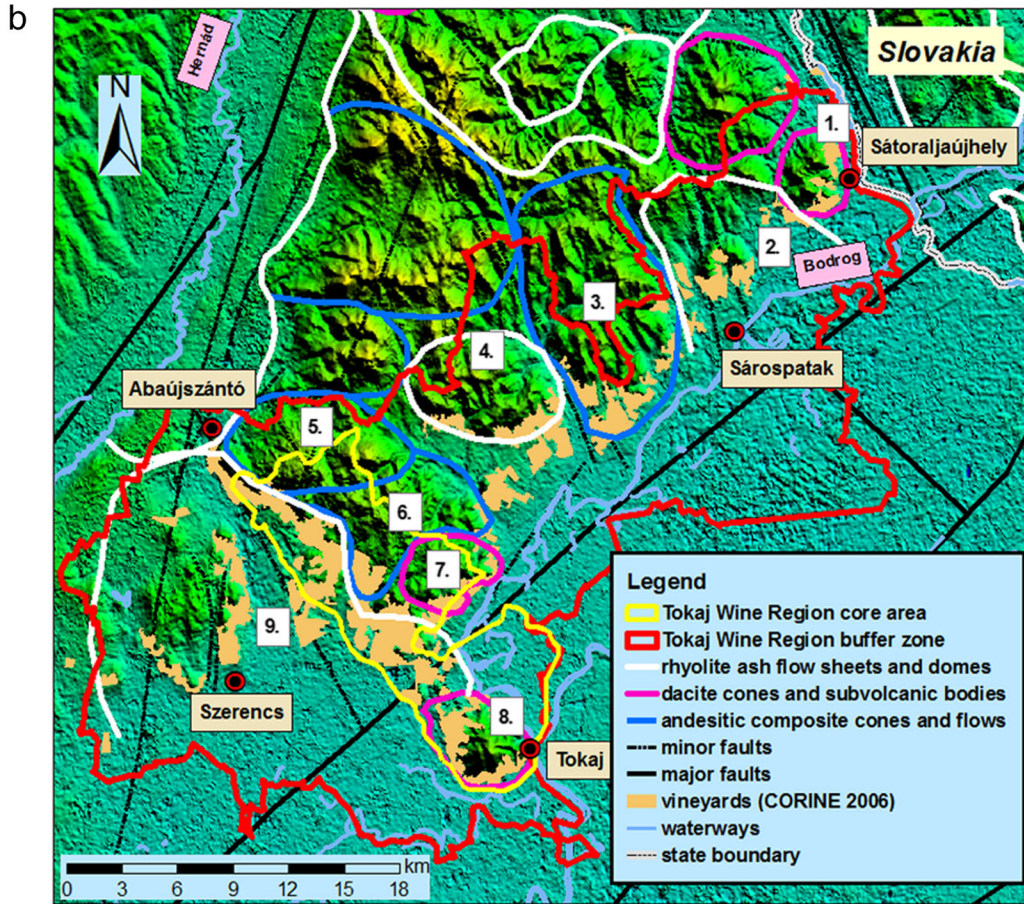 b
Hernád
N
Slovakia
1.
Sátoraljaújhely
2.
Bodrog
3.
4.
Sárospatak
Abaújszántó
5.
6.
7.
9.
Szerencs
8.
Tokaj
Legend
Tokaj Wine Region core area
Tokaj Wine Region buffer zone
rhyolite ash flow sheets and domes
dacite cones and subvolcanic bodies
andesitic composite cones and flows
minor faults
major faults
vineyards (CORINE 2006)
waterways
state boundary
km
0 3 6 9 12 15 18